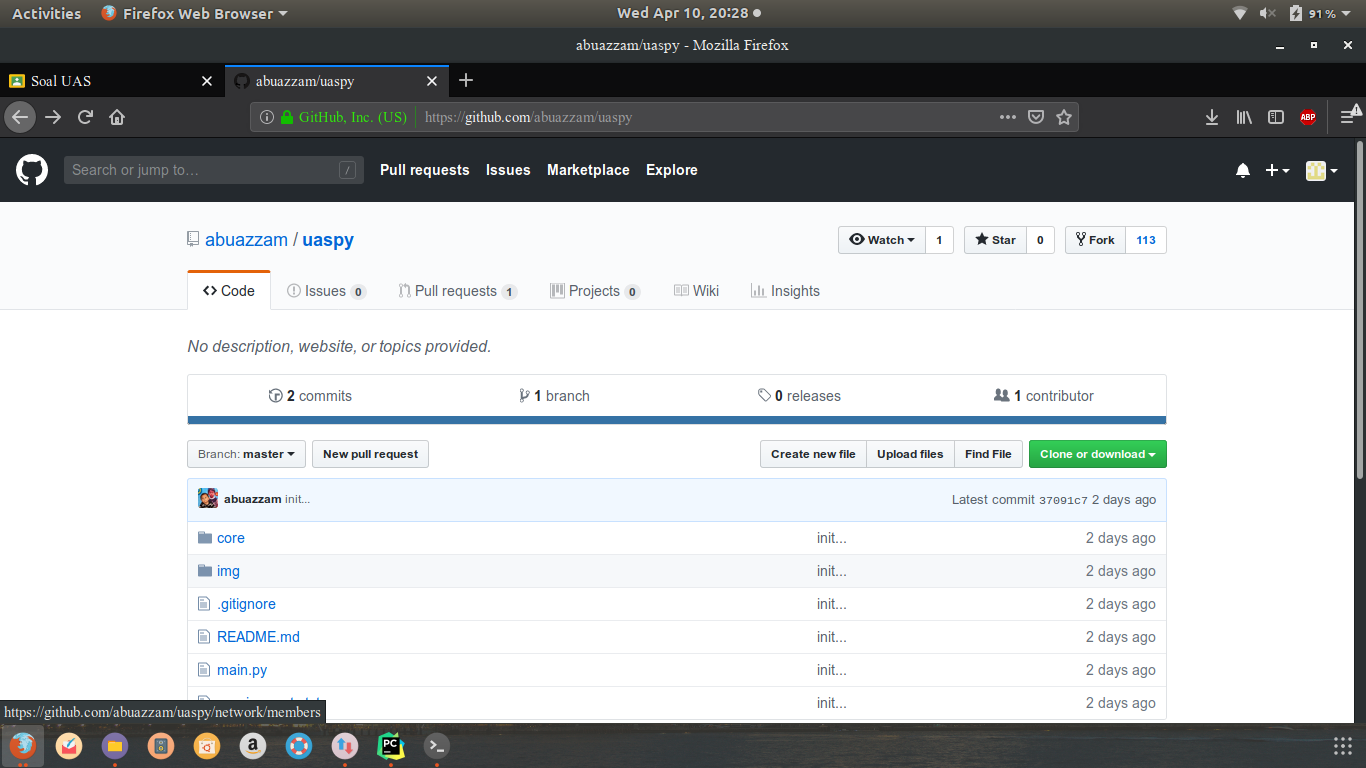 Activities Firefox Web Browser Wed Apr 10, 20:28 91%
abuazzam/uaspy - Mozilla Firefox
Soal UAS abuazzam/uaspy
GitHub, Inc. (US) https://github.com/abuazzam/uaspy ABP
Search or jump to… / Pull requests Issues Marketplace Explore
abuazzam / uaspy Watch 1 Star 0 Fork 113
Code Issues 0 Pull requests 1 Projects 0 Wiki Insights
No description, website, or topics provided.
2 commits 1 branch 0 releases 1 contributor
Branch: master New pull request Create new file Upload files Find File Clone or download
abuazzam init... Latest commit 37091c7 2 days ago
core init... 2 days ago
img init... 2 days ago
.gitignore init... 2 days ago
README.md init... 2 days ago
main.py init... 2 days ago
init... 2 days ago
https://github.com/abuazzam/uaspy/network/members
a PC